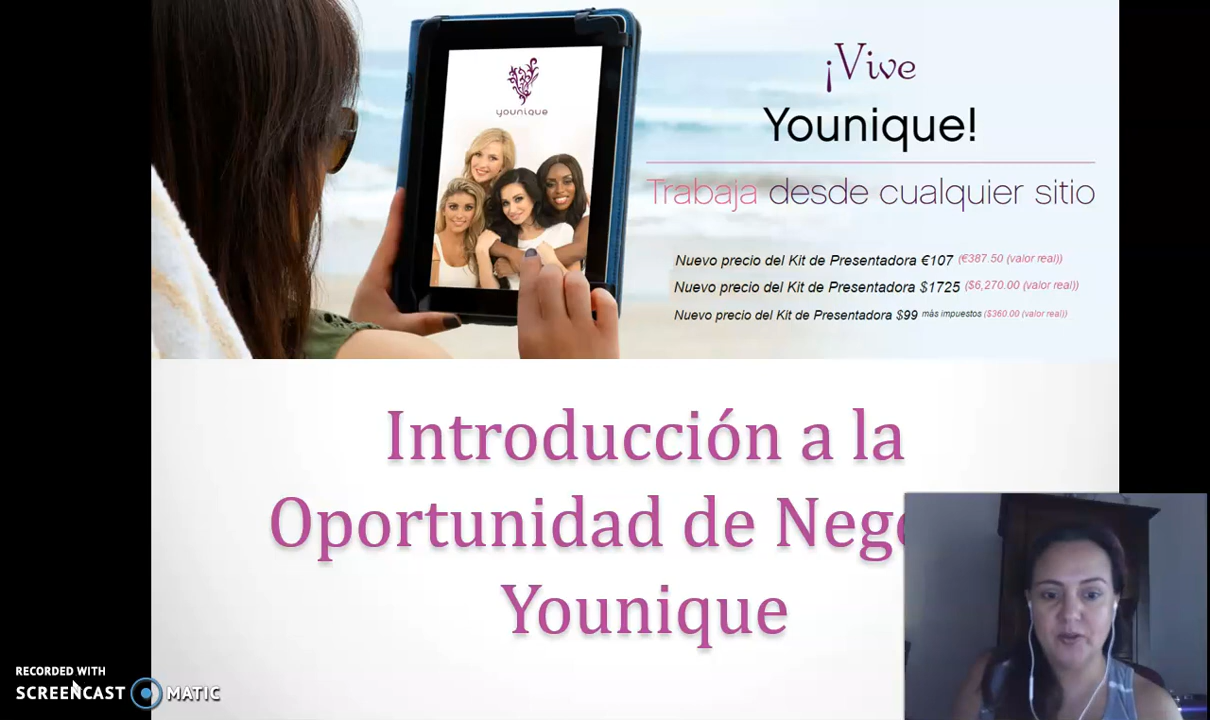 younique
¡Vive
Younique!
Trabaja desde cualquier sitio
Nuevo precio del Kit de Presentadora €107 (€387.50 (valor real))
Nuevo precio del Kit de Presentadora $1725 ($6,270.00 (valor real))
Nuevo precio del Kit de Presentadora $99 más impuestos ($360.00 (valor real))
Introducción a la
Oportunidad de Nego
Younique
RECORDED WITH
SCREENCAST MATIC